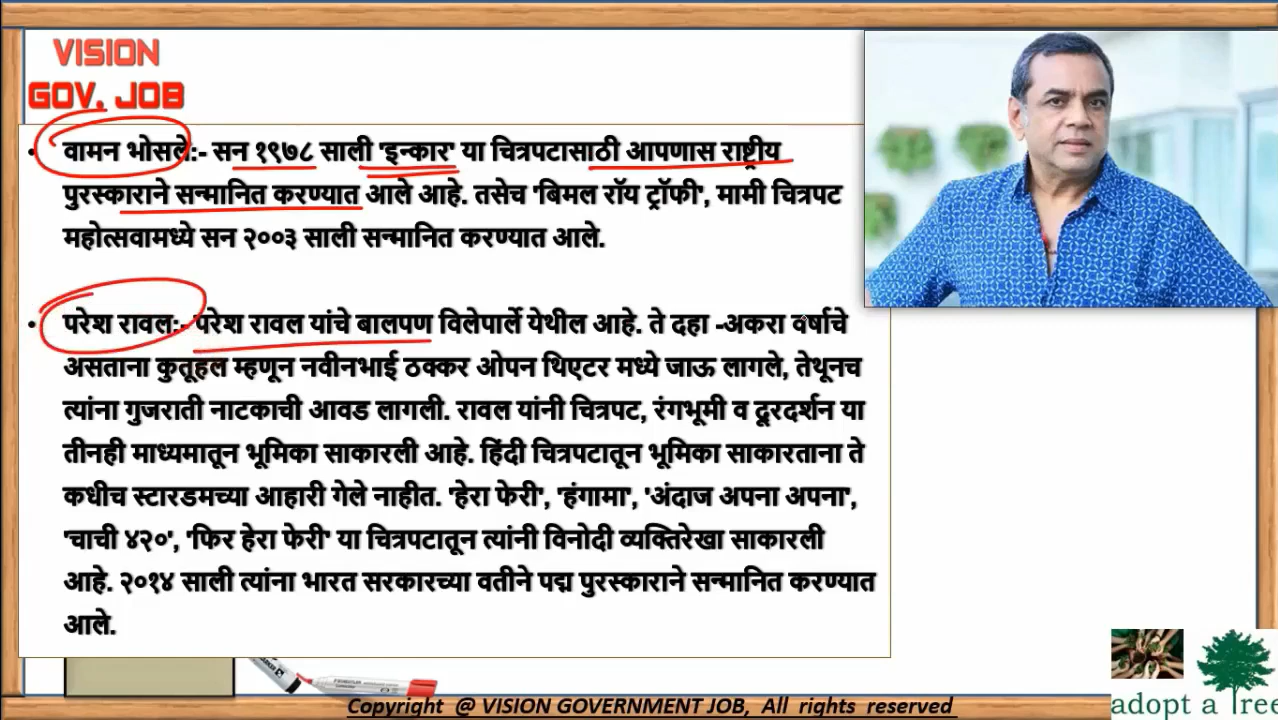 VISION
GOV. JOB
• वामन भोसले:- सन १९७८ साली 'इन्कार' या चित्रपटासाठी आपणास राष्ट्रीय
पुरस्काराने सन्मानित करण्यात आले आहे. तसेच 'बिमल रॉय ट्रॉफी', मामी चित्रपट
महोत्सवामध्ये सन २००३ साली सन्मानित करण्यात आले.
• परेश रावल:- परेश रावल यांचे बालपण विलेपार्ले येथील आहे. ते दहा -अकरा वर्षाचे
असताना कुतूहल म्हणून नवीनभाई ठक्कर ओपन थिएटर मध्ये जाऊ लागले, तेथूनच
त्यांना गुजराती नाटकाची आवड लागली. रावल यांनी चित्रपट, रंगभूमी व दूरदर्शन या
तीनही माध्यमातून भूमिका साकारली आहे. हिंदी चित्रपटातून भूमिका साकारताना ते
कधीच स्टारडमच्या आहारी गेले नाहीत. 'हेरा फेरी', 'हंगामा', 'अंदाज अपना अपना',
'चाची ४२०', 'फिर हेरा फेरी' या चित्रपटातून त्यांनी विनोदी व्यक्तिरेखा साकारली
आहे. २०१४ साली त्यांना भारत सरकारच्या वतीने पद्म पुरस्काराने सन्मानित करण्यात
आले.
Copyright @ VISION GOVERNMENT JOB, All rights reserved
adopt a Tree